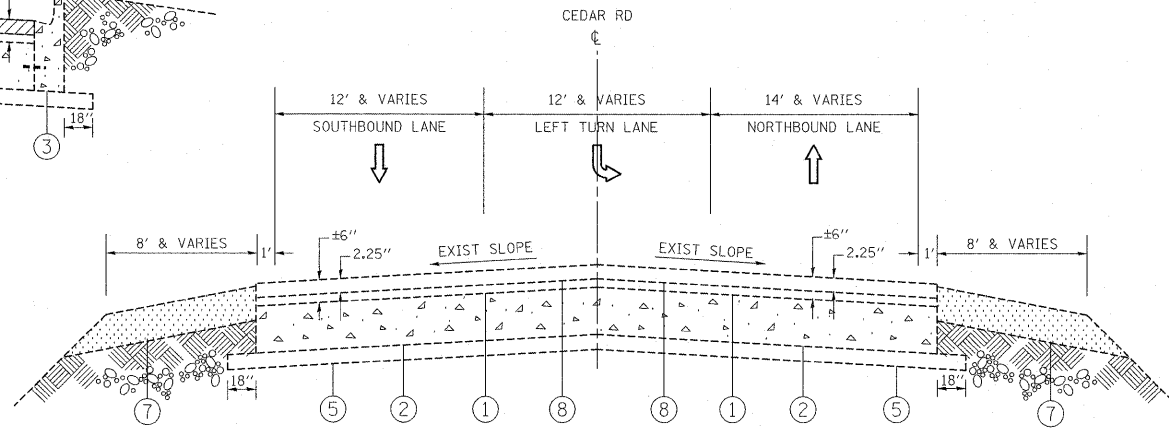 CEDAR RD
℄
12' & VARIES 12' & VARIES 14' & VARIES
SOUTHBOUND LANE LEFT TURN LANE NORTHBOUND LANE
18"
3
8' & VARIES 1' ±6" 2.25" EXIST SLOPE EXIST SLOPE ±6" 2.25" 1' 8' & VARIES
18" 18"
7 5 2 1 8 8 1 2 5 7